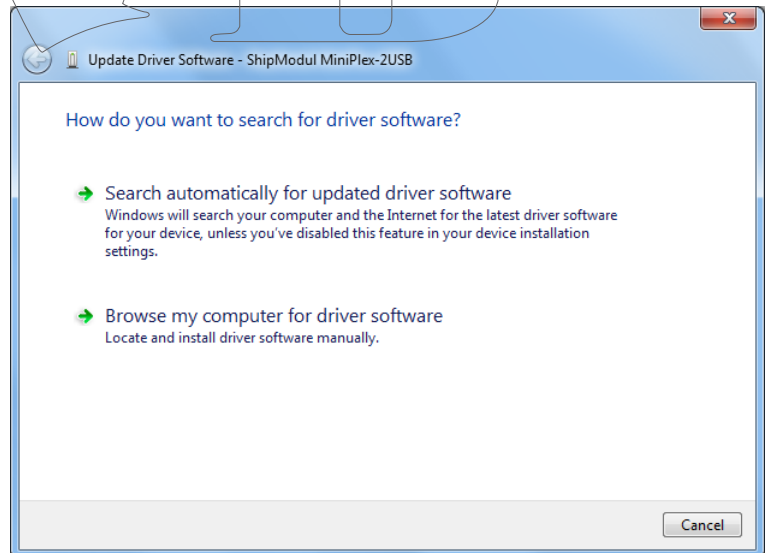 Update Driver Software - ShipModul MiniPlex-2USB
How do you want to search for driver software?
Search automatically for updated driver software
Windows will search your computer and the Internet for the latest driver software
for your device, unless you've disabled this feature in your device installation
settings.
Browse my computer for driver software
Locate and install driver software manually.
Cancel